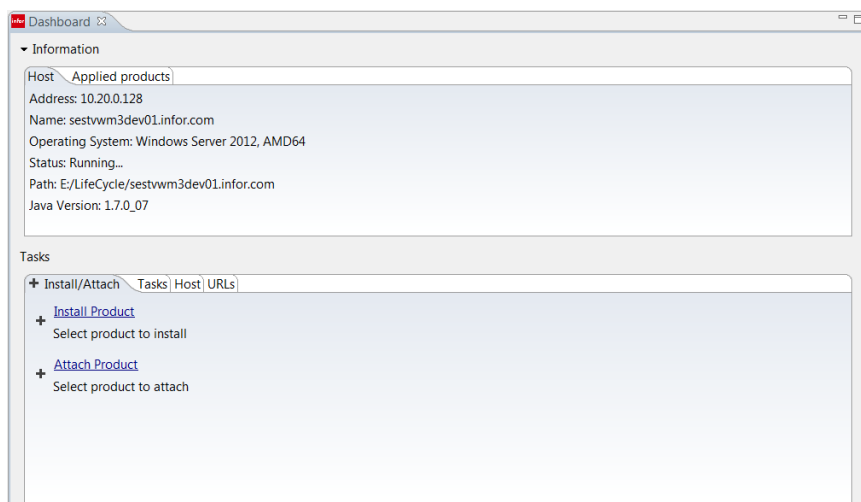 infor Dashboard
Information
Host Applied products
Address: 10.20.0.128
Name: sestvwm3dev01.infor.com
Operating System: Windows Server 2012, AMD64
Status: Running...
Path: E:/LifeCycle/sestvwm3dev01.infor.com
Java Version: 1.7.0_07
Tasks
Install/Attach Tasks Host URLs
Install Product
Select product to install
Attach Product
Select product to attach